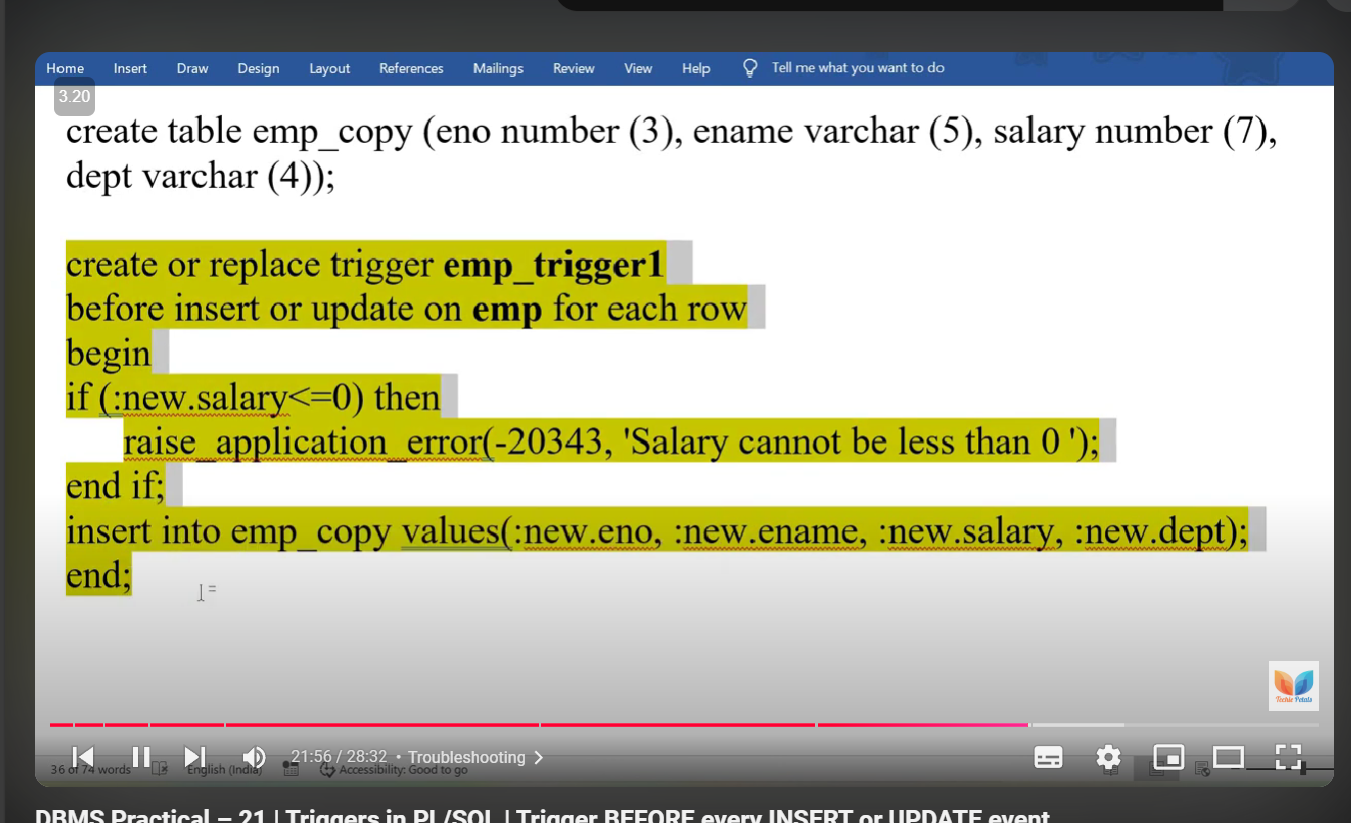 Home Insert Draw Design Layout References Mailings Review View Help Tell me what you want to do
3.20
create table emp_copy (eno number (3), ename varchar (5), salary number (7),
dept varchar (4));
create or replace trigger emp_trigger1
before insert or update on emp for each row
begin
if (:new.salary<=0) then
raise_application_error(-20343, 'Salary cannot be less than 0 ');
end if;
insert into emp_copy values(:new.eno, :new.ename, :new.salary, :new.dept);
end;
Techie Petals
21:56 / 28:32 • Troubleshooting
36 of 74 words English (India) Accessibility: Good to go
DBMS Practical – 21 | Triggers in PL/SQL | Trigger BEFORE every INSERT or UPDATE event